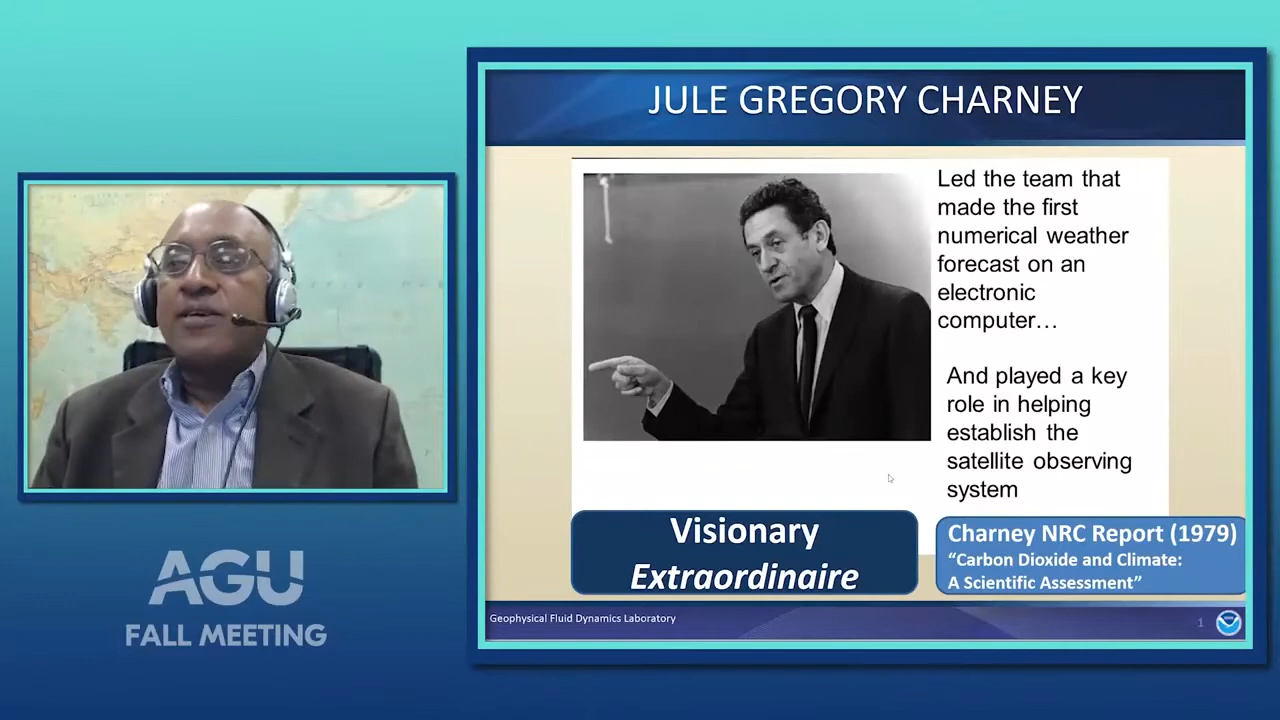 JULE GREGORY CHARNEY
Led the team that
made the first
numerical weather
forecast on an
electronic
computer…
And played a key
role in helping
establish the
satellite observing
system
Visionary
Extraordinaire
Charney NRC Report (1979)
“Carbon Dioxide and Climate:
A Scientific Assessment”
Geophysical Fluid Dynamics Laboratory
1
AGU
FALL MEETING